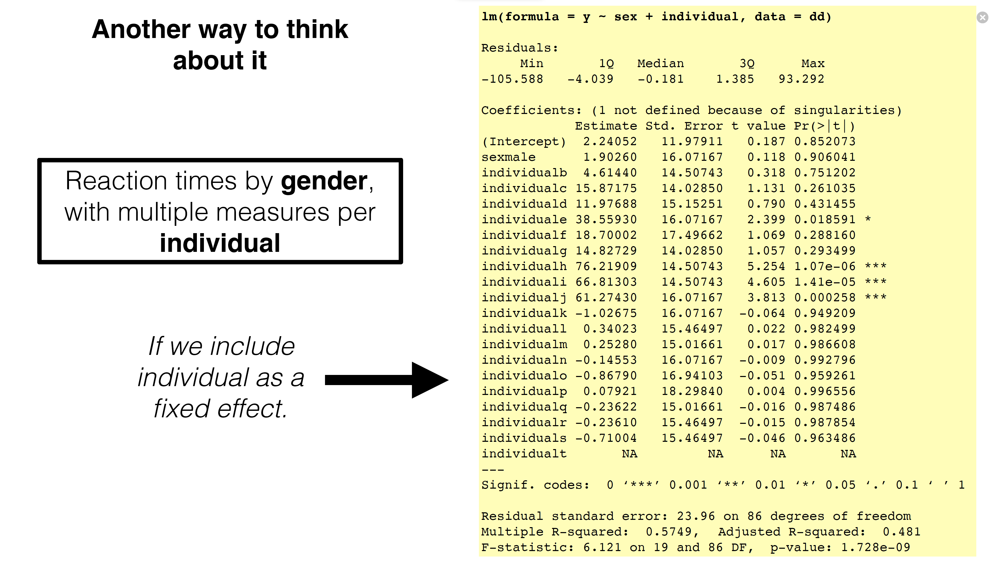 Another way to think
about it
Reaction times by gender,
with multiple measures per
individual
If we include
individual as a
fixed effect.
lm(formula = y ~ sex + individual, data = dd)
Residuals:
     Min       1Q   Median       3Q      Max
-105.588   -4.039   -0.181    1.385   93.292
Coefficients: (1 not defined because of singularities)
            Estimate Std. Error t value Pr(>|t|)
(Intercept)  2.24052   11.97911   0.187 0.852073
sexmale      1.90260   16.07167   0.118 0.906041
individualb  4.61440   14.50743   0.318 0.751202
individualc 15.87175   14.02850   1.131 0.261035
individuald 11.97688   15.15251   0.790 0.431455
individuale 38.55930   16.07167   2.399 0.018591 *
individualf 18.70002   17.49662   1.069 0.288160
individualg 14.82729   14.02850   1.057 0.293499
individualh 76.21909   14.50743   5.254 1.07e-06 ***
individuali 66.81303   14.50743   4.605 1.41e-05 ***
individualj 61.27430   16.07167   3.813 0.000258 ***
individualk -1.02675   16.07167  -0.064 0.949209
individuall  0.34023   15.46497   0.022 0.982499
individualm  0.25280   15.01661   0.017 0.986608
individualn -0.14553   16.07167  -0.009 0.992796
individualo -0.86790   16.94103  -0.051 0.959261
individualp  0.07921   18.29840   0.004 0.996556
individualq -0.23622   15.01661  -0.016 0.987486
individualr -0.23610   15.46497  -0.015 0.987854
individuals -0.71004   15.46497  -0.046 0.963486
individualt       NA         NA      NA       NA
---
Signif. codes:  0 ‘***’ 0.001 ‘**’ 0.01 ‘*’ 0.05 ‘.’ 0.1 ‘ ’ 1
Residual standard error: 23.96 on 86 degrees of freedom
Multiple R-squared:  0.5749,  Adjusted R-squared:  0.481
F-statistic: 6.121 on 19 and 86 DF,  p-value: 1.728e-09